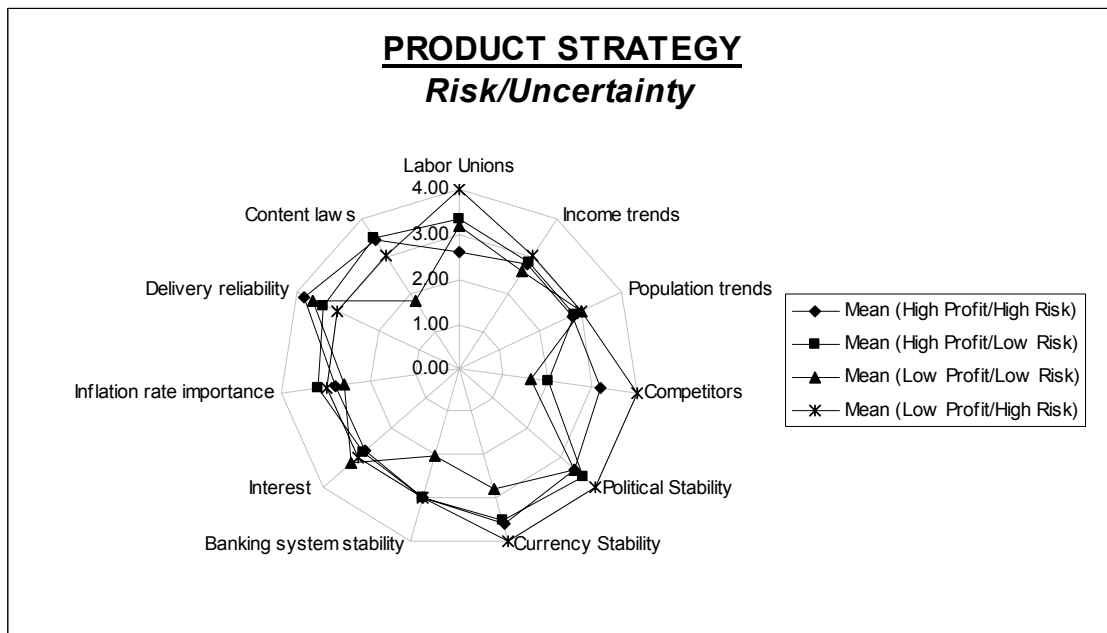 PRODUCT STRATEGY
Risk/Uncertainty
Labor Unions
4.00
Content laws
Income trends
3.00
Delivery reliability
Population trends
2.00
Mean (High Profit/High Risk)
1.00
Mean (High Profit/Low Risk)
0.00
Inflation rate importance
Competitors
Mean (Low Profit/Low Risk)
Mean (Low Profit/High Risk)
Interest
Political Stability
Banking system stability
Currency Stability